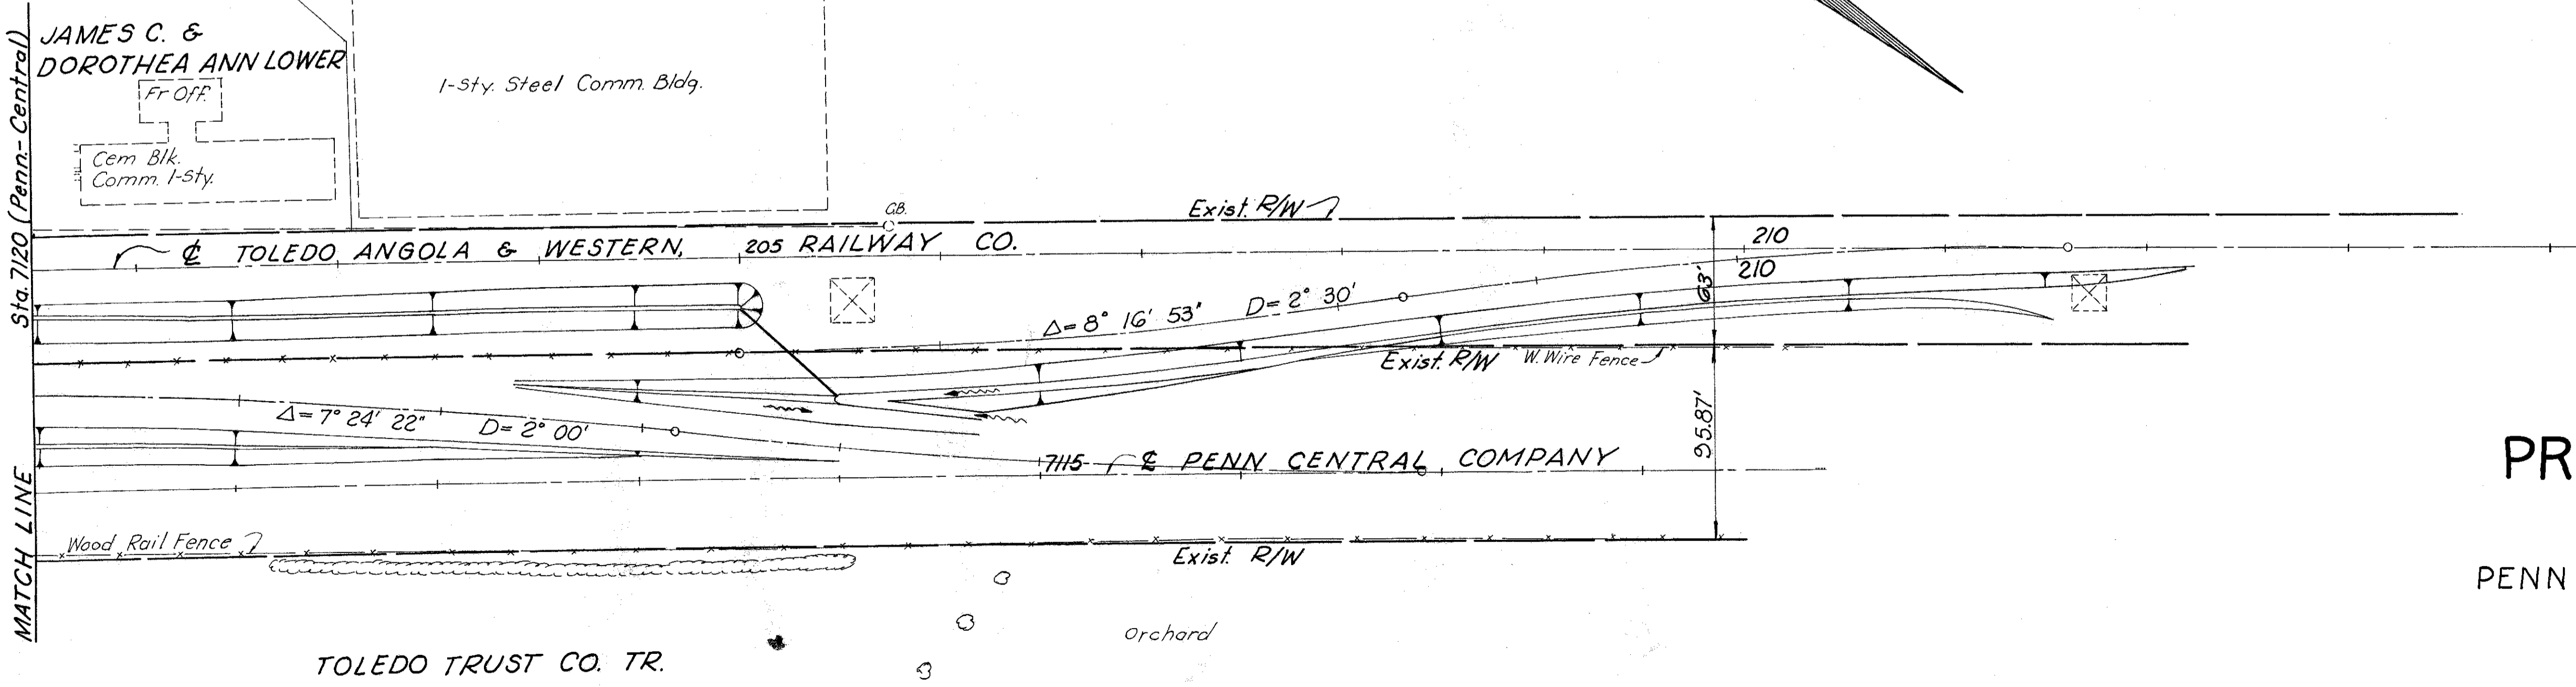 Sta. 7120 (Penn.-Central)
MATCH LINE
JAMES C. &
DOROTHEA ANN LOWER
Fr Off.
Cem Blk.
Comm. 1-Sty.
1-Sty. Steel Comm. Bldg.
C.B.
Exist. R/W
℄ TOLEDO ANGOLA & WESTERN, 205 RAILWAY CO.
210
210
63'
Δ= 8° 16' 53" D= 2° 30'
Exist. R/W W. Wire Fence
Δ= 7° 24' 22" D= 2° 00'
95.87'
7115 ℄ PENN CENTRAL COMPANY
PR
Wood Rail Fence
Exist. R/W
PENN
Orchard
TOLEDO TRUST CO. TR.